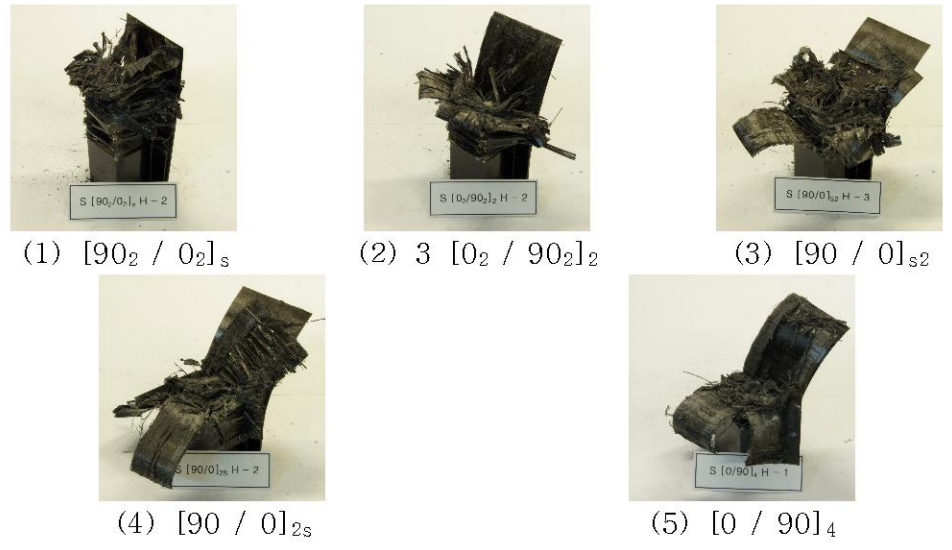 S [90₂/0₂]ₛ H - 2
S [0₂/90₂]₂ H - 2
S [90/0]ₛ₂ H - 3
(1) [90₂ / 0₂]ₛ
(2) 3 [0₂ / 90₂]₂
(3) [90 / 0]ₛ₂
S [90/0]₂ₛ H - 2
S [0/90]₄ H - 1
(4) [90 / 0]₂ₛ
(5) [0 / 90]₄